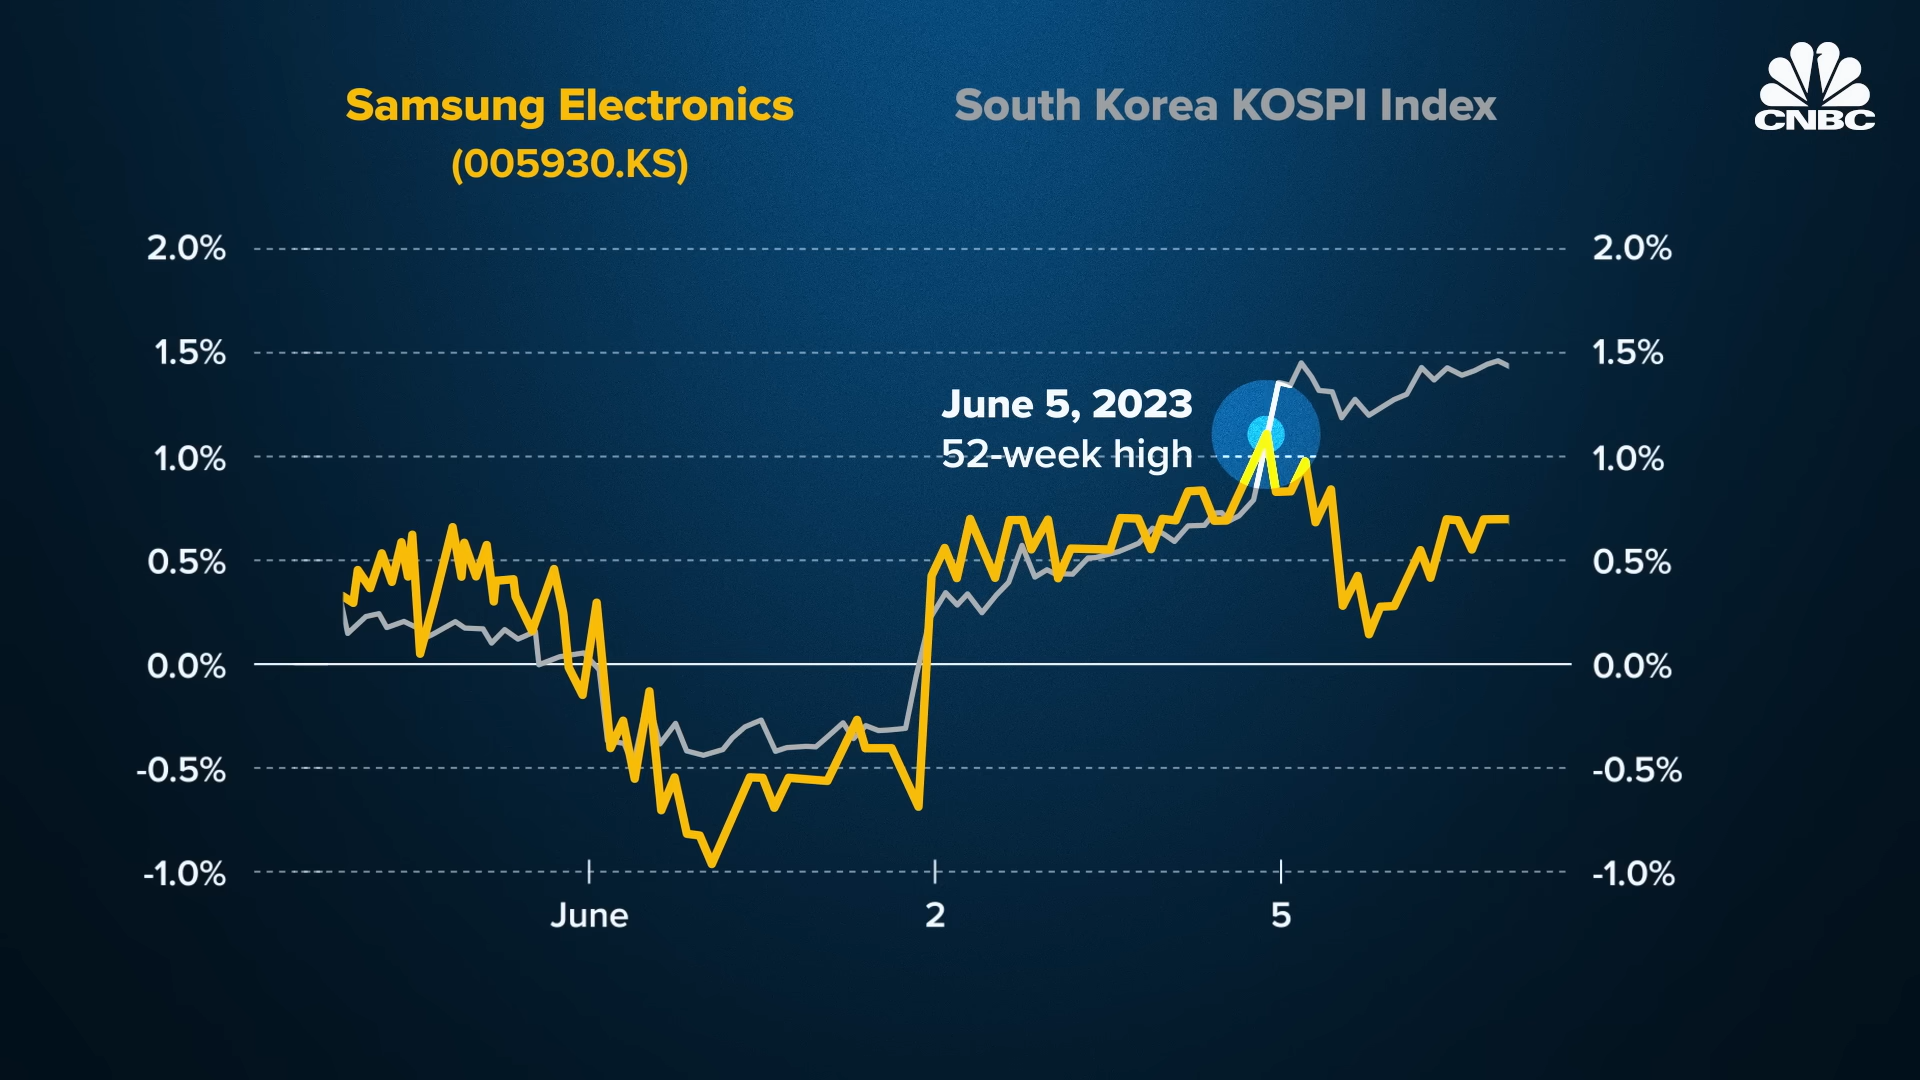 Samsung Electronics
(005930.KS)
South Korea KOSPI Index
CNBC
2.0%
2.0%
1.5%
1.5%
June 5, 2023
52-week high
1.0%
1.0%
0.5%
0.5%
0.0%
0.0%
-0.5%
-0.5%
-1.0%
-1.0%
June
2
5